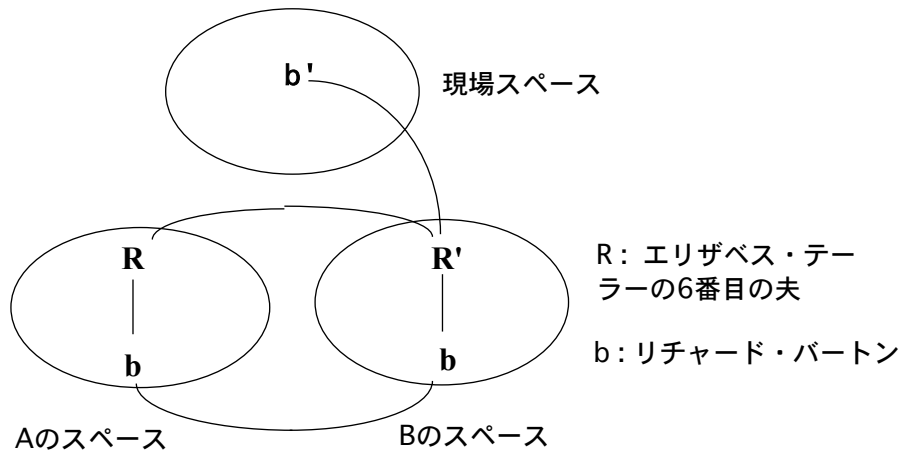 b'
現場スペース
R
R'
R : エリザベス・テー
ラーの6番目の夫
b
b
b : リチャード・バートン
Aのスペース
Bのスペース